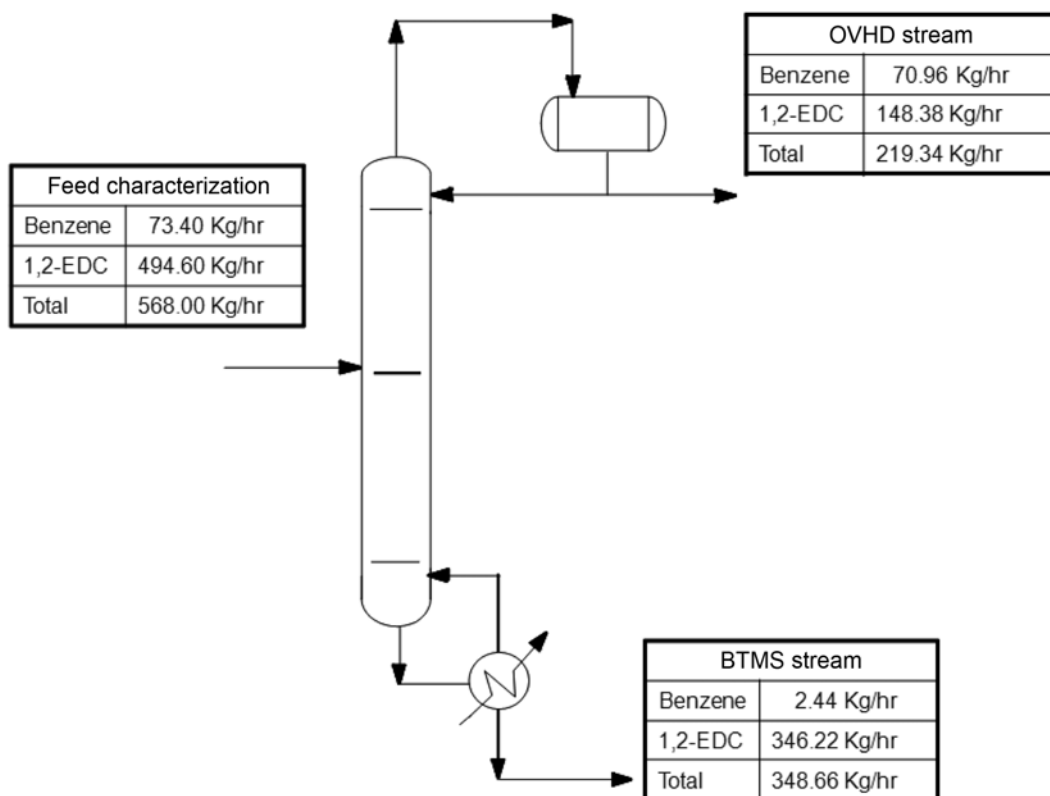 OVHD stream
Benzene 70.96 Kg/hr
1,2-EDC 148.38 Kg/hr
Total 219.34 Kg/hr
Feed characterization
Benzene 73.40 Kg/hr
1,2-EDC 494.60 Kg/hr
Total 568.00 Kg/hr
BTMS stream
Benzene 2.44 Kg/hr
1,2-EDC 346.22 Kg/hr
Total 348.66 Kg/hr